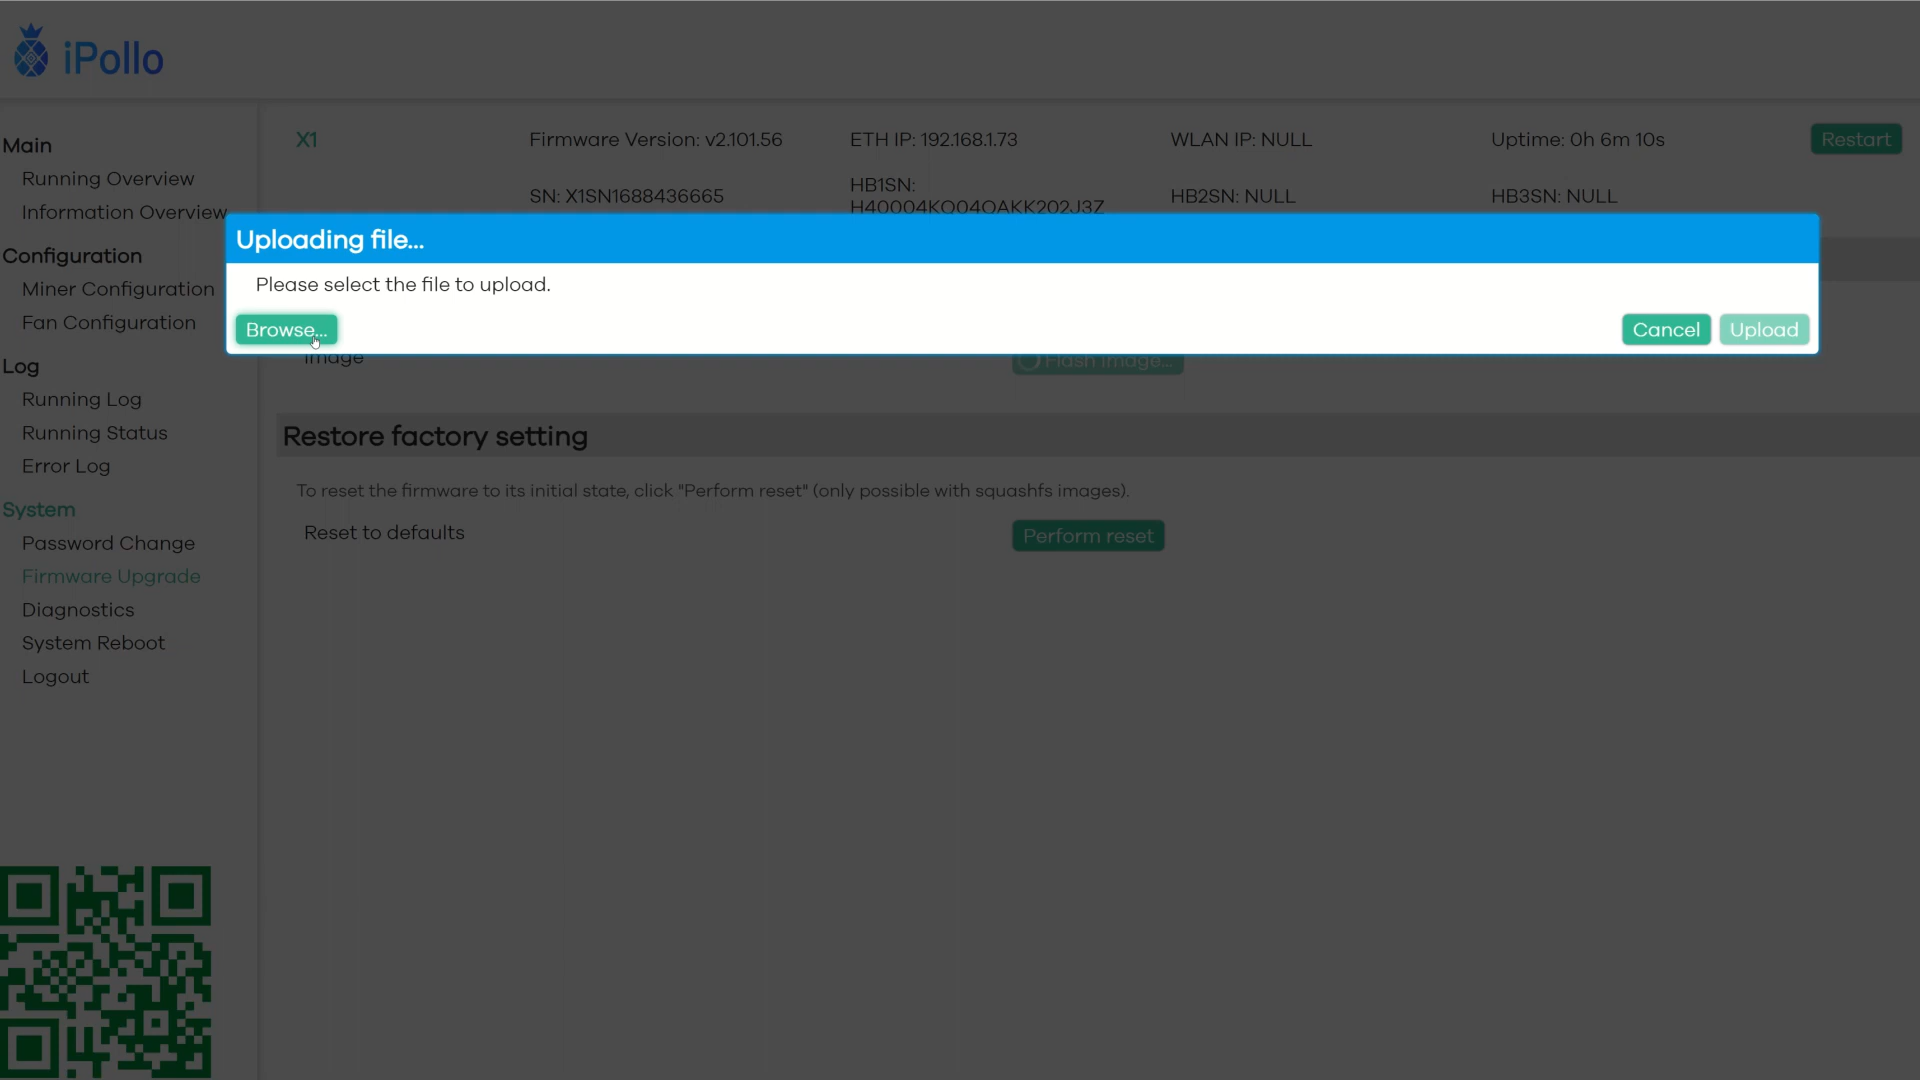 iPollo
Main
Running Overview
Information Overview
Configuration
Miner Configuration
Fan Configuration
Log
Running Log
Running Status
Error Log
System
Password Change
Firmware Upgrade
Diagnostics
System Reboot
Logout
X1
Firmware Version: v2.101.56
ETH IP: 192.168.1.73
WLAN IP: NULL
Uptime: 0h 6m 10s
Restart
SN: X1SN1688436665
HB1SN:
H40004KQ04QAKK202J3Z
HB2SN: NULL
HB3SN: NULL
Uploading file...
Please select the file to upload.
Browse...
Cancel
Upload
Image
Flash image...
Restore factory setting
To reset the firmware to its initial state, click "Perform reset" (only possible with squashfs images).
Reset to defaults
Perform reset